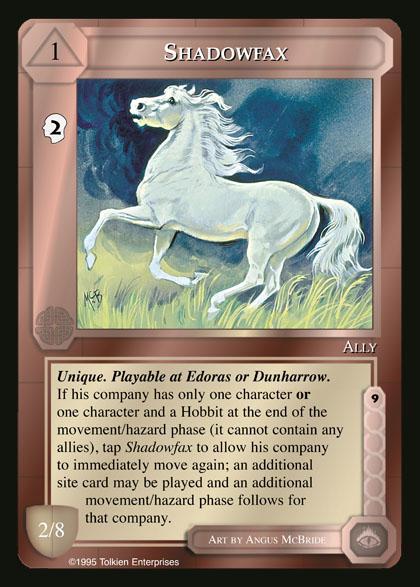 1
SHADOWFAX
2
McB
ALLY
Unique. Playable at Edoras or Dunharrow.
If his company has only one character or
one character and a Hobbit at the end of the
movement/hazard phase (it cannot contain any
allies), tap Shadowfax to allow his company
to immediately move again; an additional
site card may be played and an additional
movement/hazard phase follows for
that company.
9
2/8
ART BY ANGUS MCBRIDE
©1995 Tolkien Enterprises